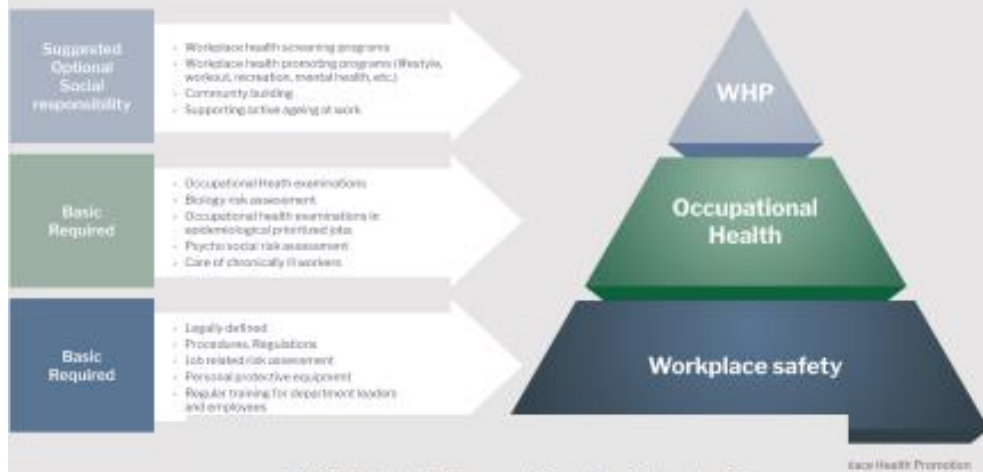 Suggested
Optional
Social
responsibility
- Workplace health screening programs
- Workplace health promoting programs (lifestyle,
workout, recreation, mental health, etc.)
- Community building
- Supporting active ageing at work
WHP
Basic
Required
- Occupational Health examinations
- Biology risk assessment
- Occupational health examinations in
epidemiological prioritized jobs
- Psycho social risk assessment
- Care of chronically ill workers
Occupational
Health
Basic
Required
- Legally defined
- Procedures, Regulations
- Job related risk assessment
- Personal protective equipment
- Regular training for department leaders
and employees
Workplace safety
Health Promotion